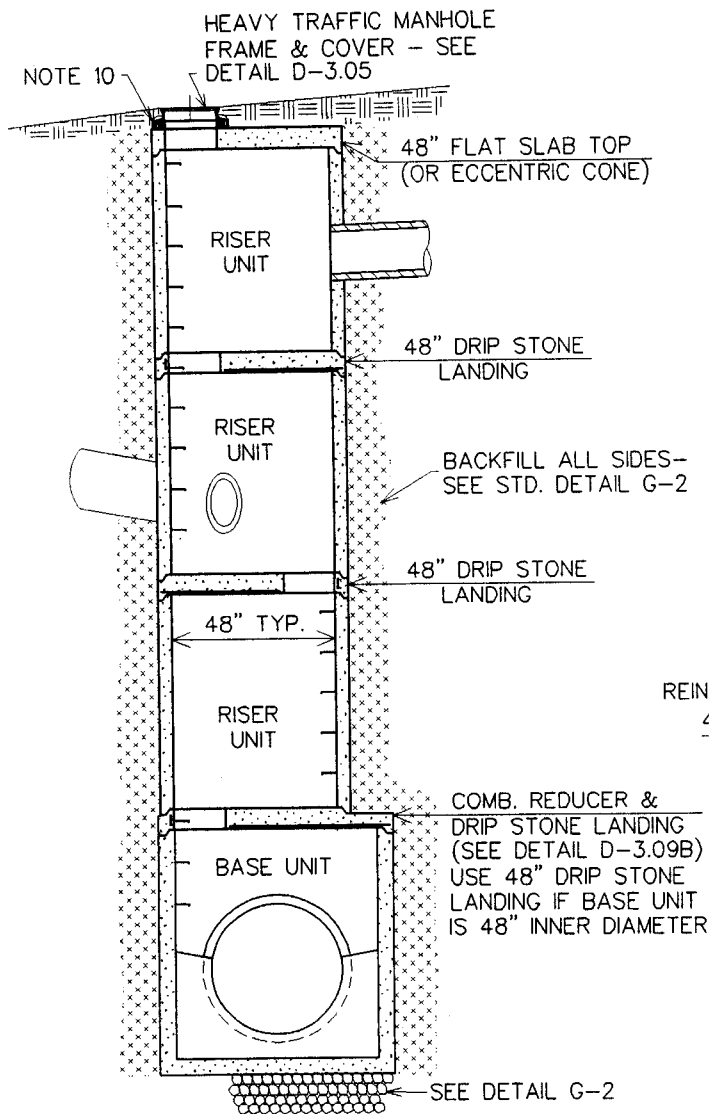 HEAVY TRAFFIC MANHOLE
FRAME & COVER – SEE
DETAIL D–3.05
NOTE 10
48" FLAT SLAB TOP
(OR ECCENTRIC CONE)
RISER
UNIT
48" DRIP STONE
LANDING
RISER
UNIT
BACKFILL ALL SIDES–
SEE STD. DETAIL G–2
48" DRIP STONE
LANDING
48" TYP.
RISER
UNIT
REIN
4
COMB. REDUCER &
DRIP STONE LANDING
(SEE DETAIL D–3.09B)
USE 48" DRIP STONE
LANDING IF BASE UNIT
IS 48" INNER DIAMETER
BASE UNIT
SEE DETAIL G–2